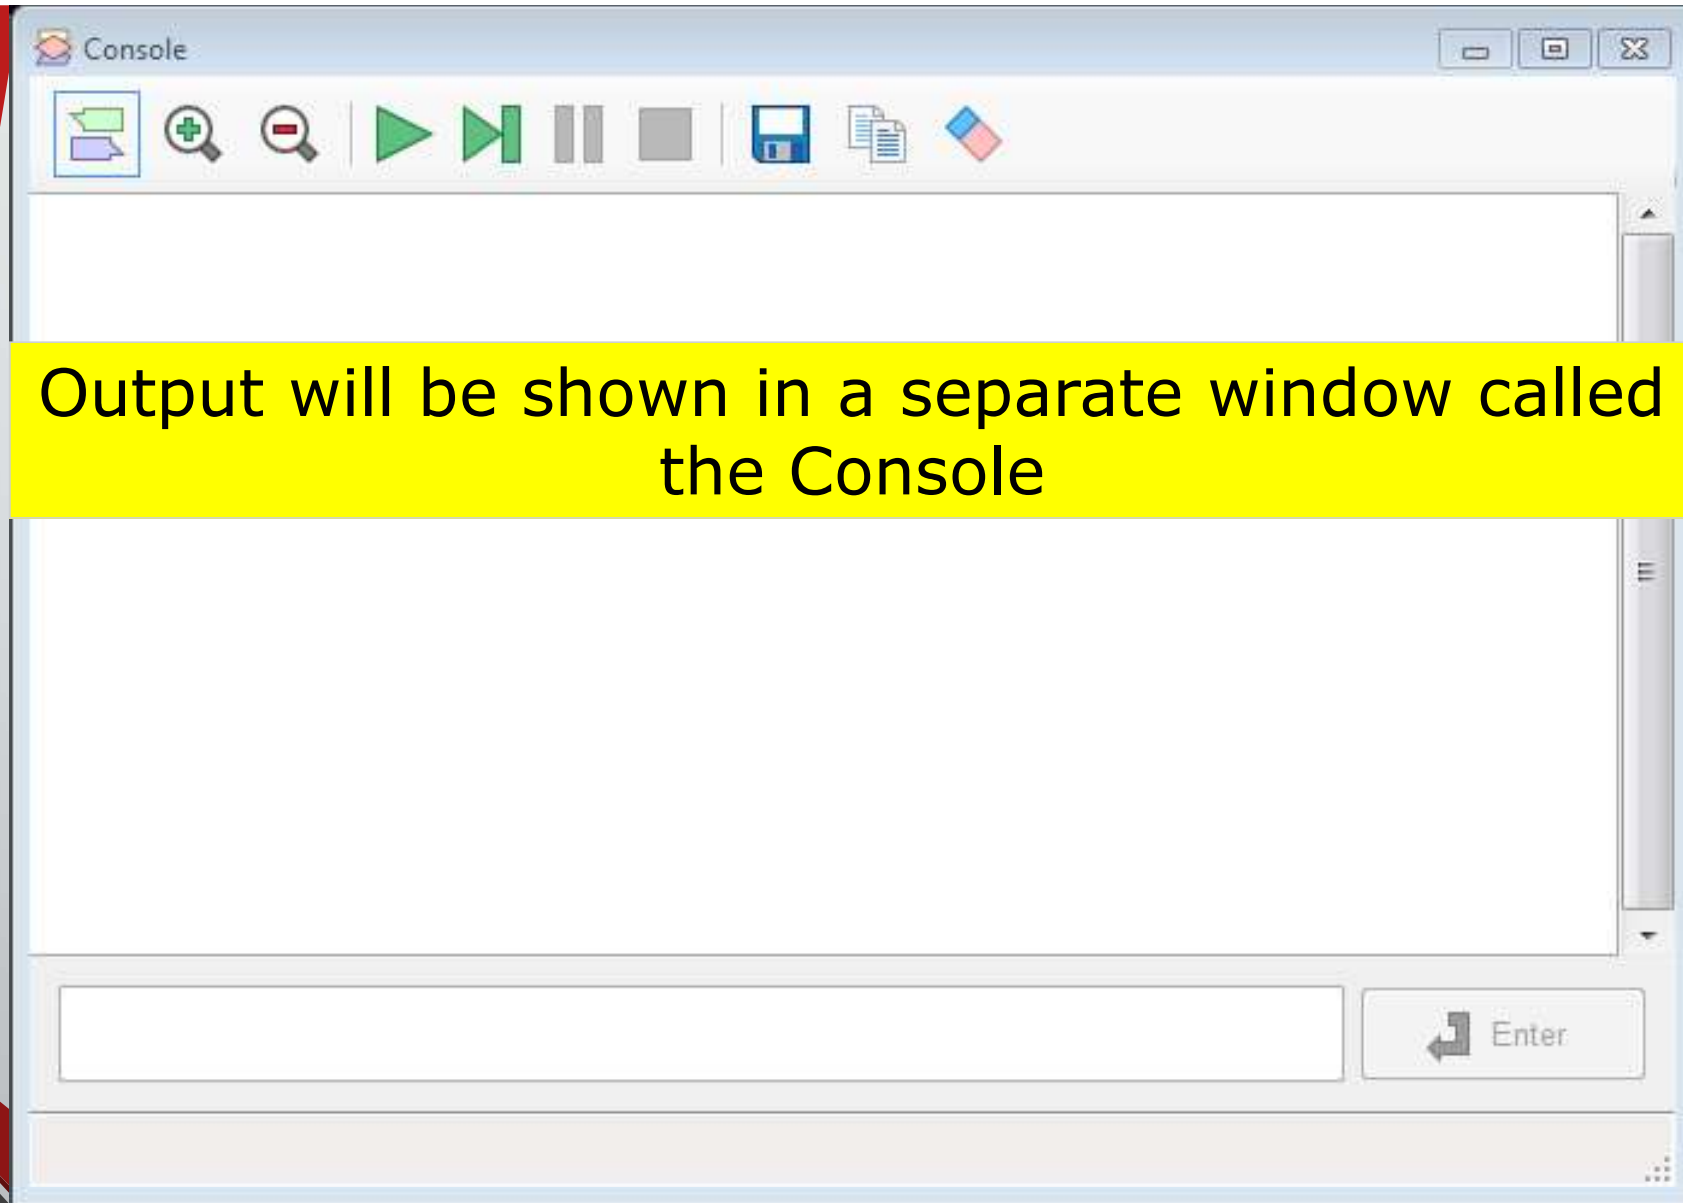 Console
Output will be shown in a separate window called
the Console
Enter